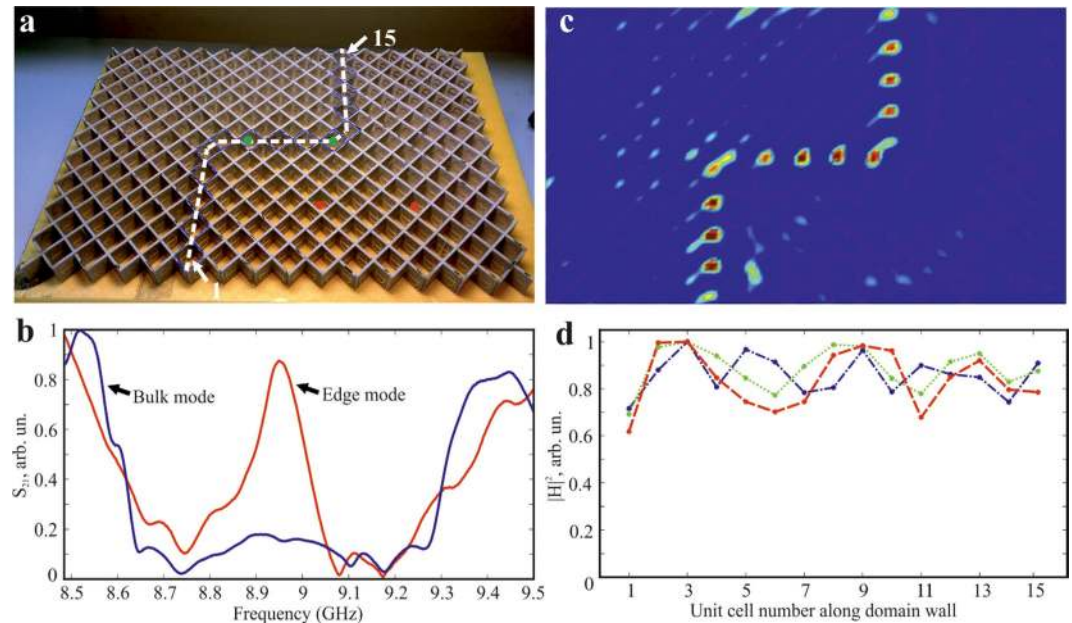 a
15
1
b
1
0.8
0.6
0.4
0.2
0
S₂₁, arb. un.
Bulk mode
Edge mode
8.5 8.6 8.7 8.8 8.9 9 9.1 9.2 9.3 9.4 9.5
Frequency (GHz)
c
d
1
0.8
0.6
0.4
0.2
0
|H|², arb. un.
1 3 5 7 9 11 13 15
Unit cell number along domain wall